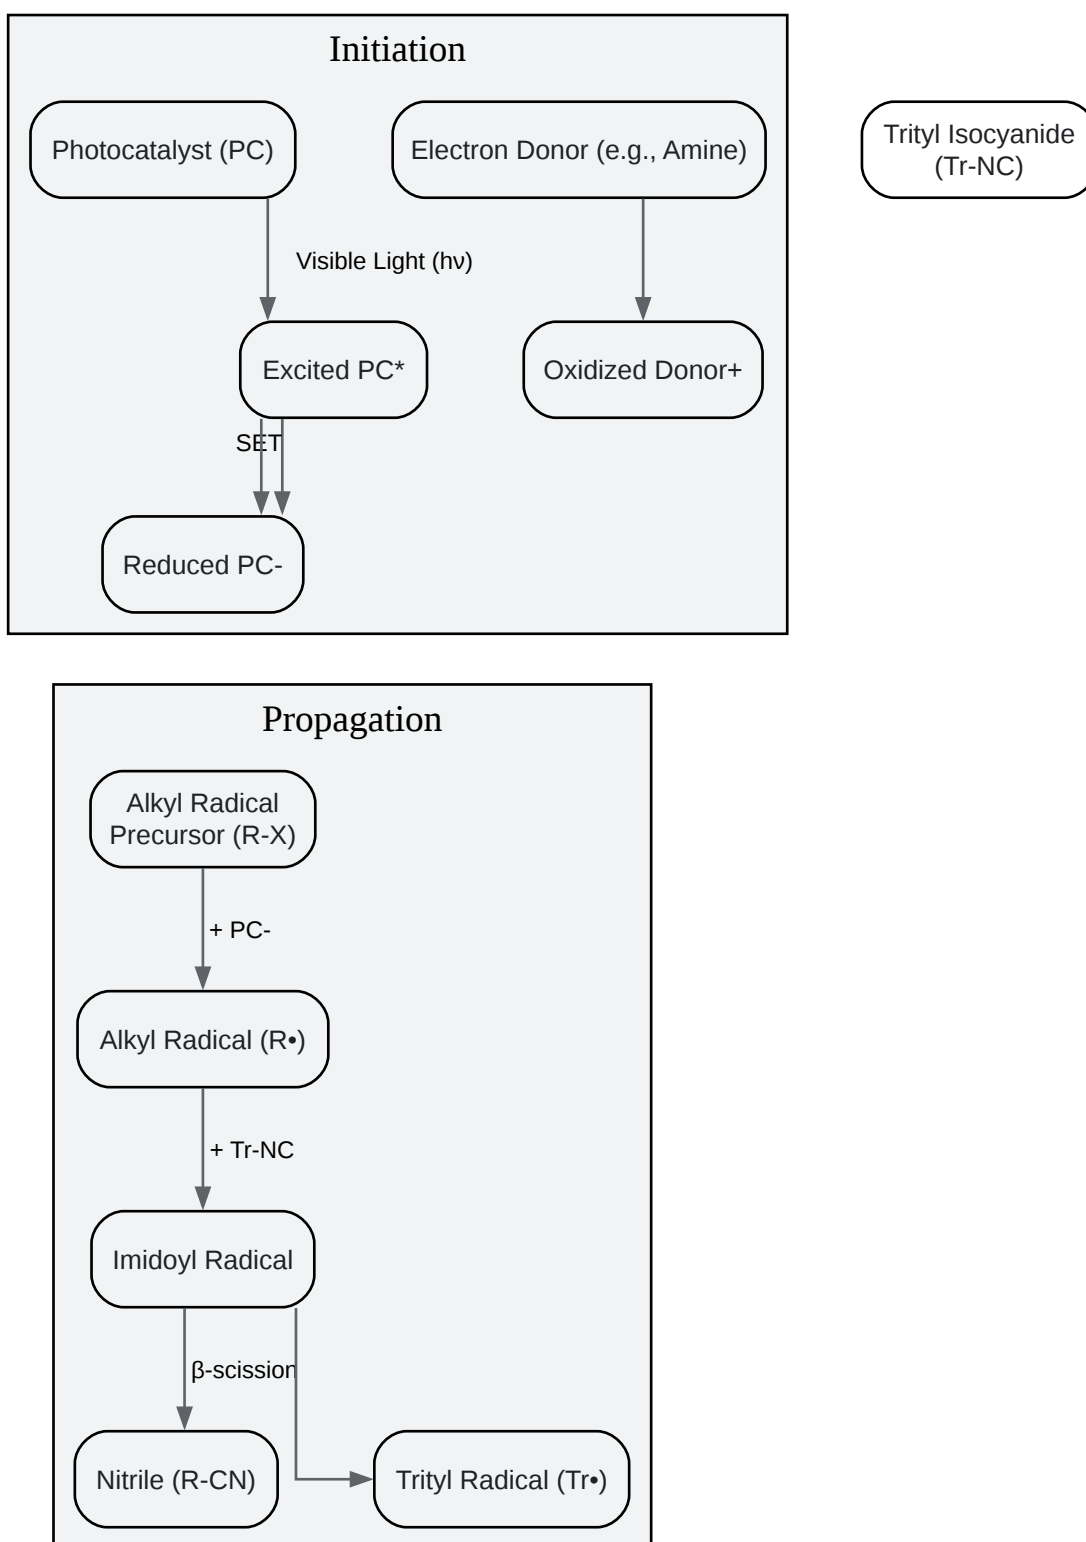 Initiation
Photocatalyst (PC)
Electron Donor (e.g., Amine)
Trityl Isocyanide
(Tr-NC)
Visible Light (hν)
Excited PC*
Oxidized Donor+
SET
Reduced PC-
Propagation
Alkyl Radical
Precursor (R-X)
+ PC-
Alkyl Radical (R•)
+ Tr-NC
Imidoyl Radical
β-scission
Nitrile (R-CN)
Trityl Radical (Tr•)